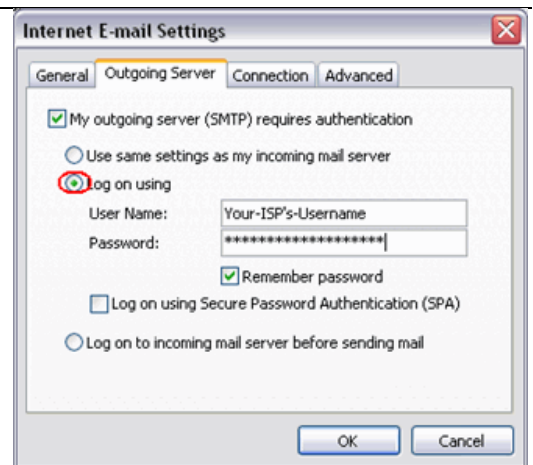 Internet E-mail Settings
General Outgoing Server Connection Advanced
My outgoing server (SMTP) requires authentication
Use same settings as my incoming mail server
Log on using
User Name: Your-ISP's-Username
Password: *******************
Remember password
Log on using Secure Password Authentication (SPA)
Log on to incoming mail server before sending mail
OK Cancel